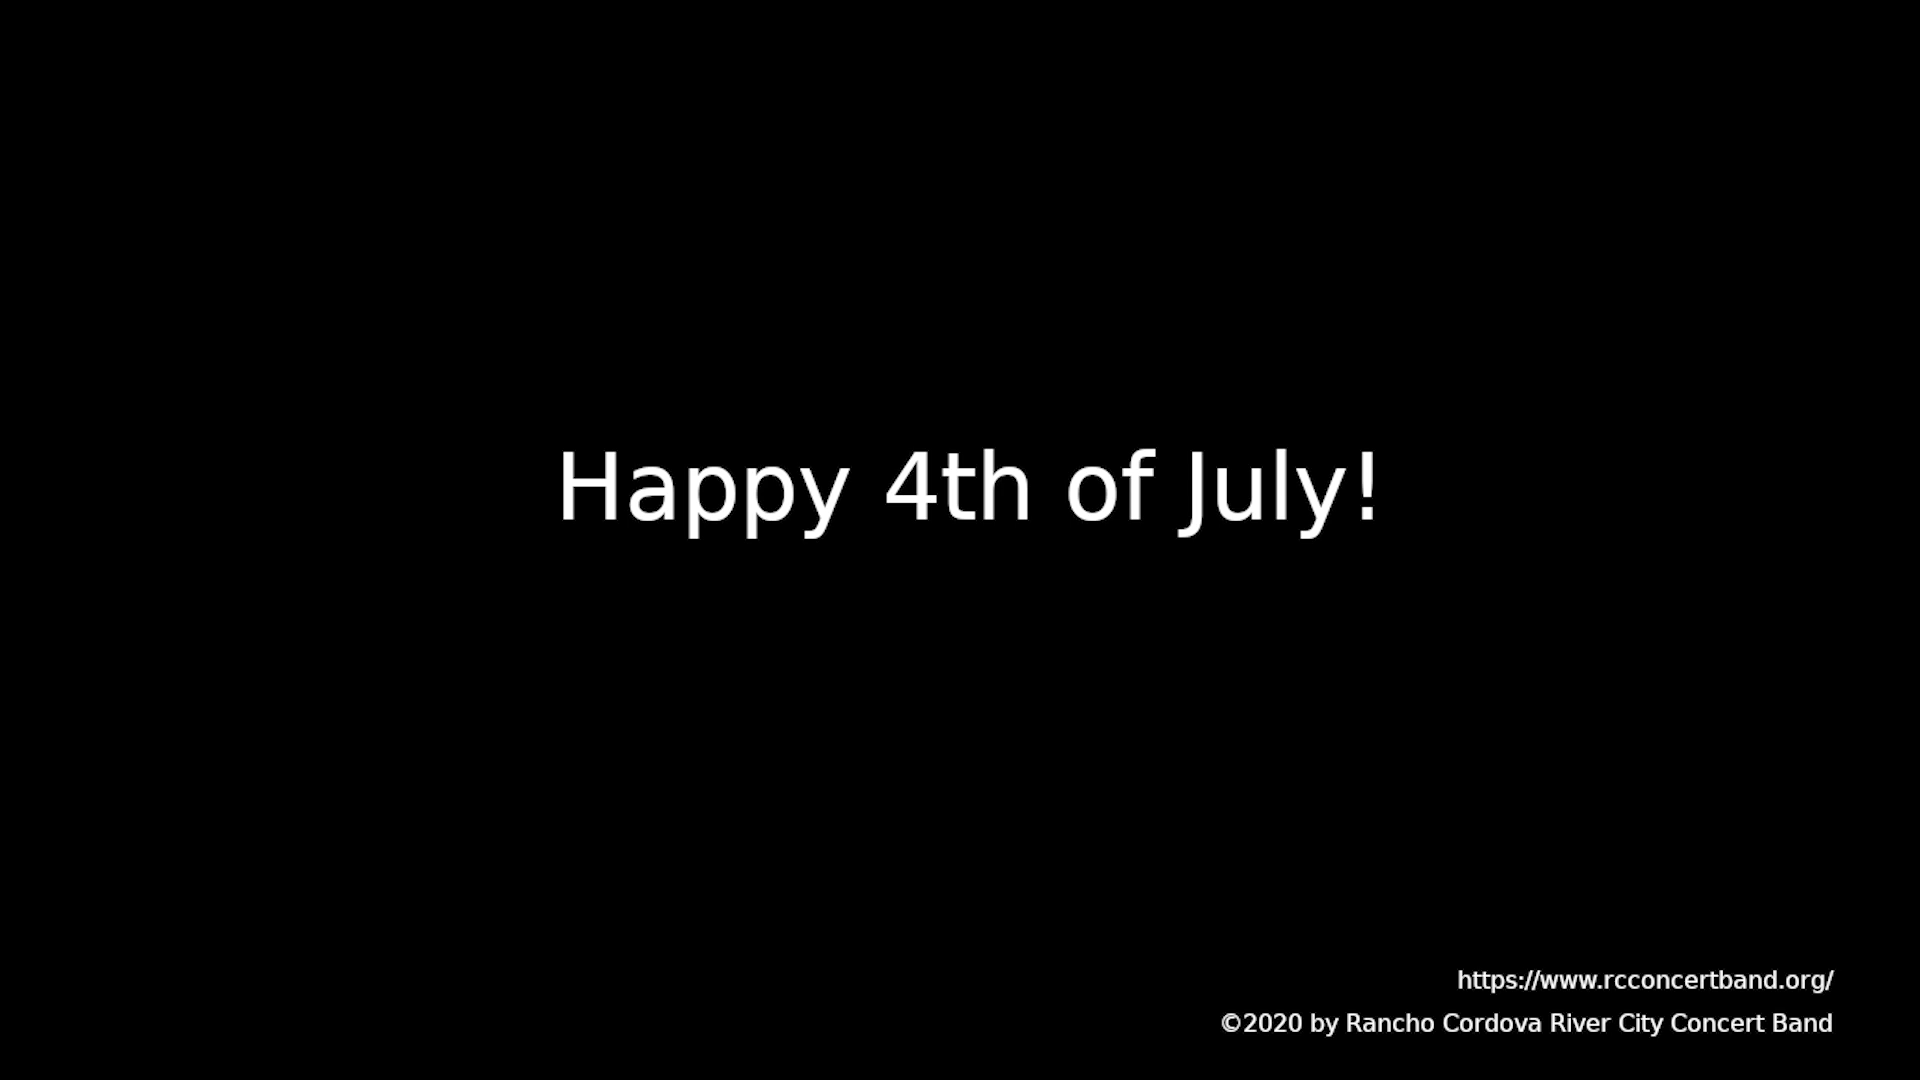 Happy 4th of July!
https://www.rcconcertband.org/
©2020 by Rancho Cordova River City Concert Band